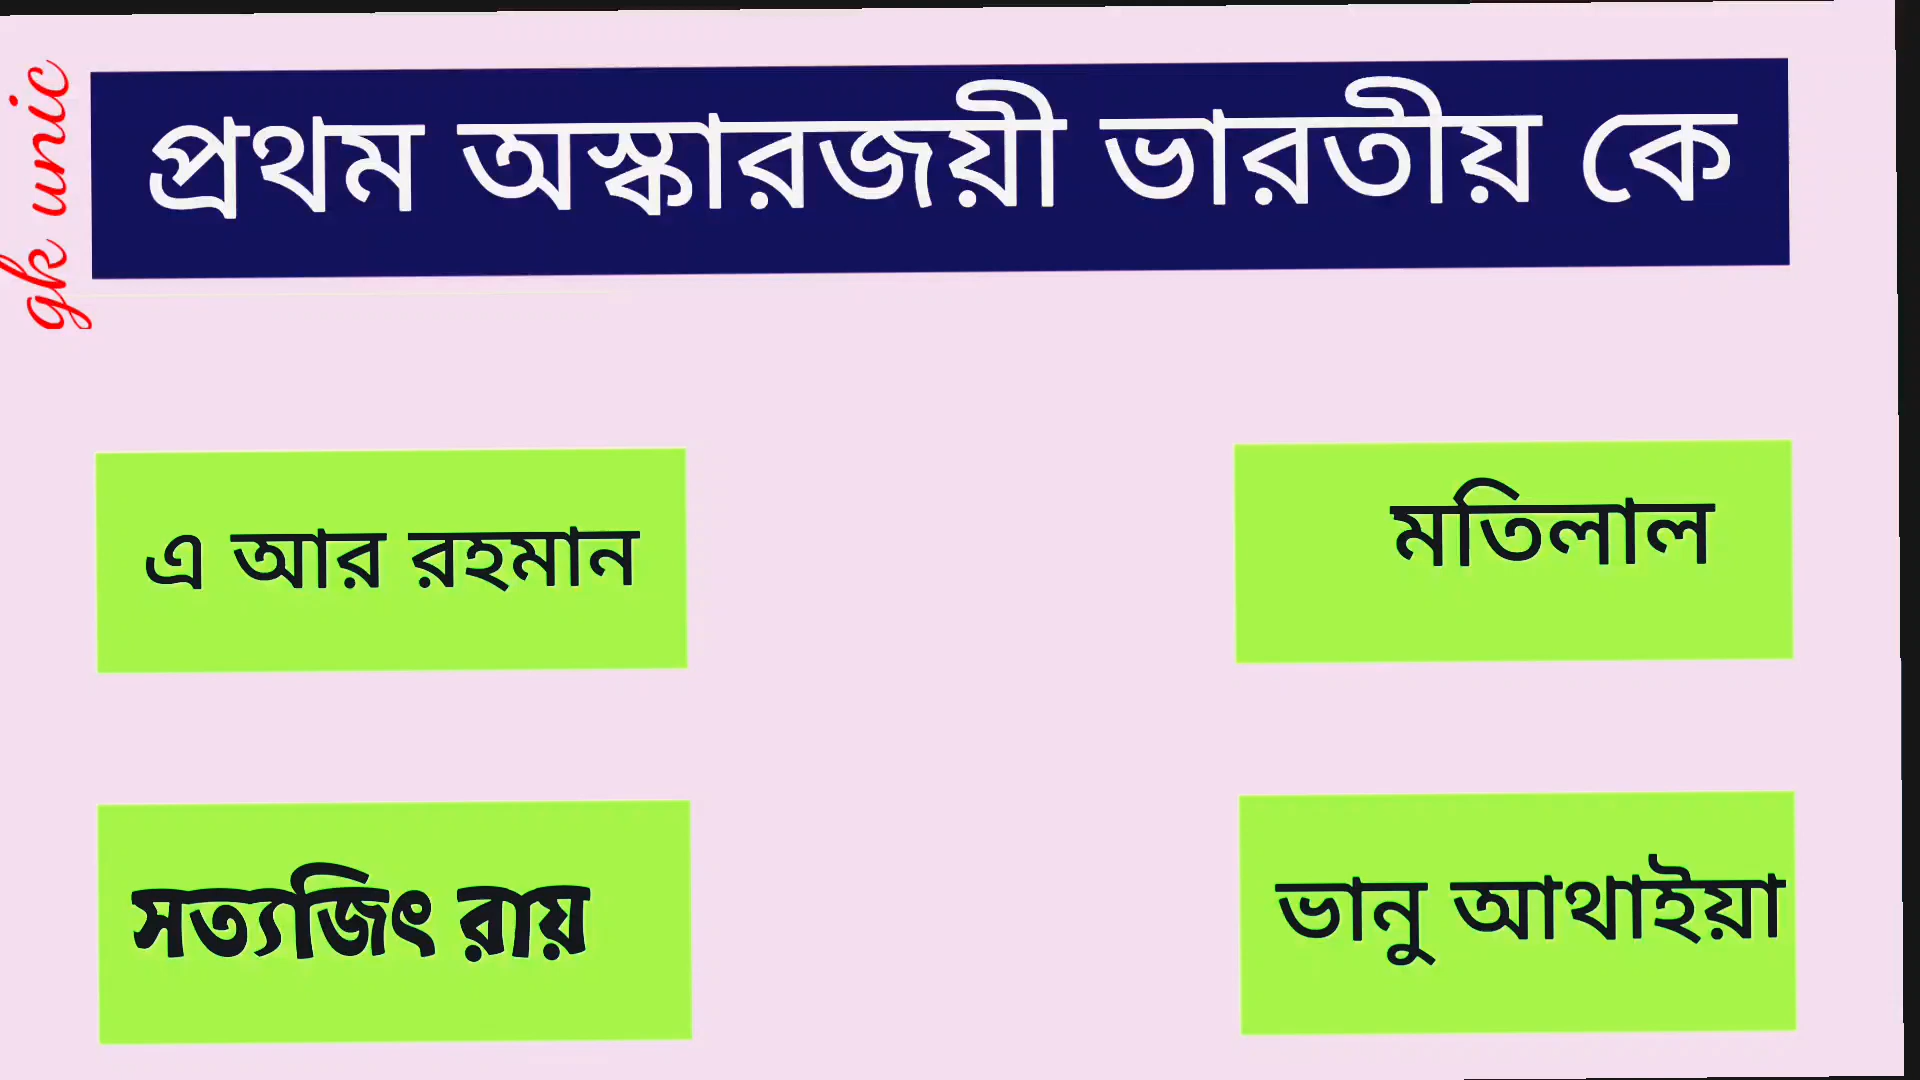 gk unic
প্রথম অস্কারজয়ী ভারতীয় কে
এ আর রহমান
মতিলাল
সত্যজিৎ রায়
ভানু আথাইয়া